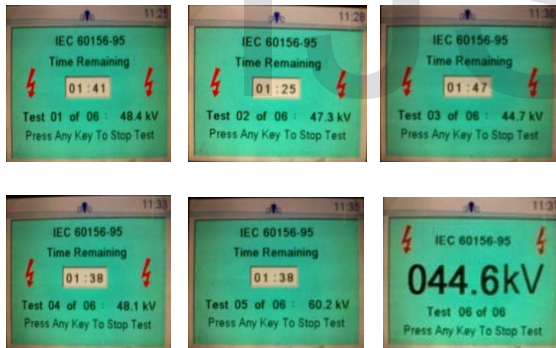 11:25
IEC 60156-95
Time Remaining
01:41
Test 01 of 06 : 48.4 kV
Press Any Key To Stop Test
11:28
IEC 60156-95
Time Remaining
01:25
Test 02 of 06 : 47.3 kV
Press Any Key To Stop Test
IEC 60156-95
Time Remaining
01:47
Test 03 of 06 : 44.7 kV
Press Any Key To Stop Test
11:33
IEC 60156-95
Time Remaining
01:38
Test 04 of 06 : 48.1 kV
Press Any Key To Stop Test
11:35
IEC 60156-95
Time Remaining
01:38
Test 05 of 06 : 60.2 kV
Press Any Key To Stop Test
IEC 60156-95
044.6kV
Test 06 of 06
Press Any Key To Stop Test